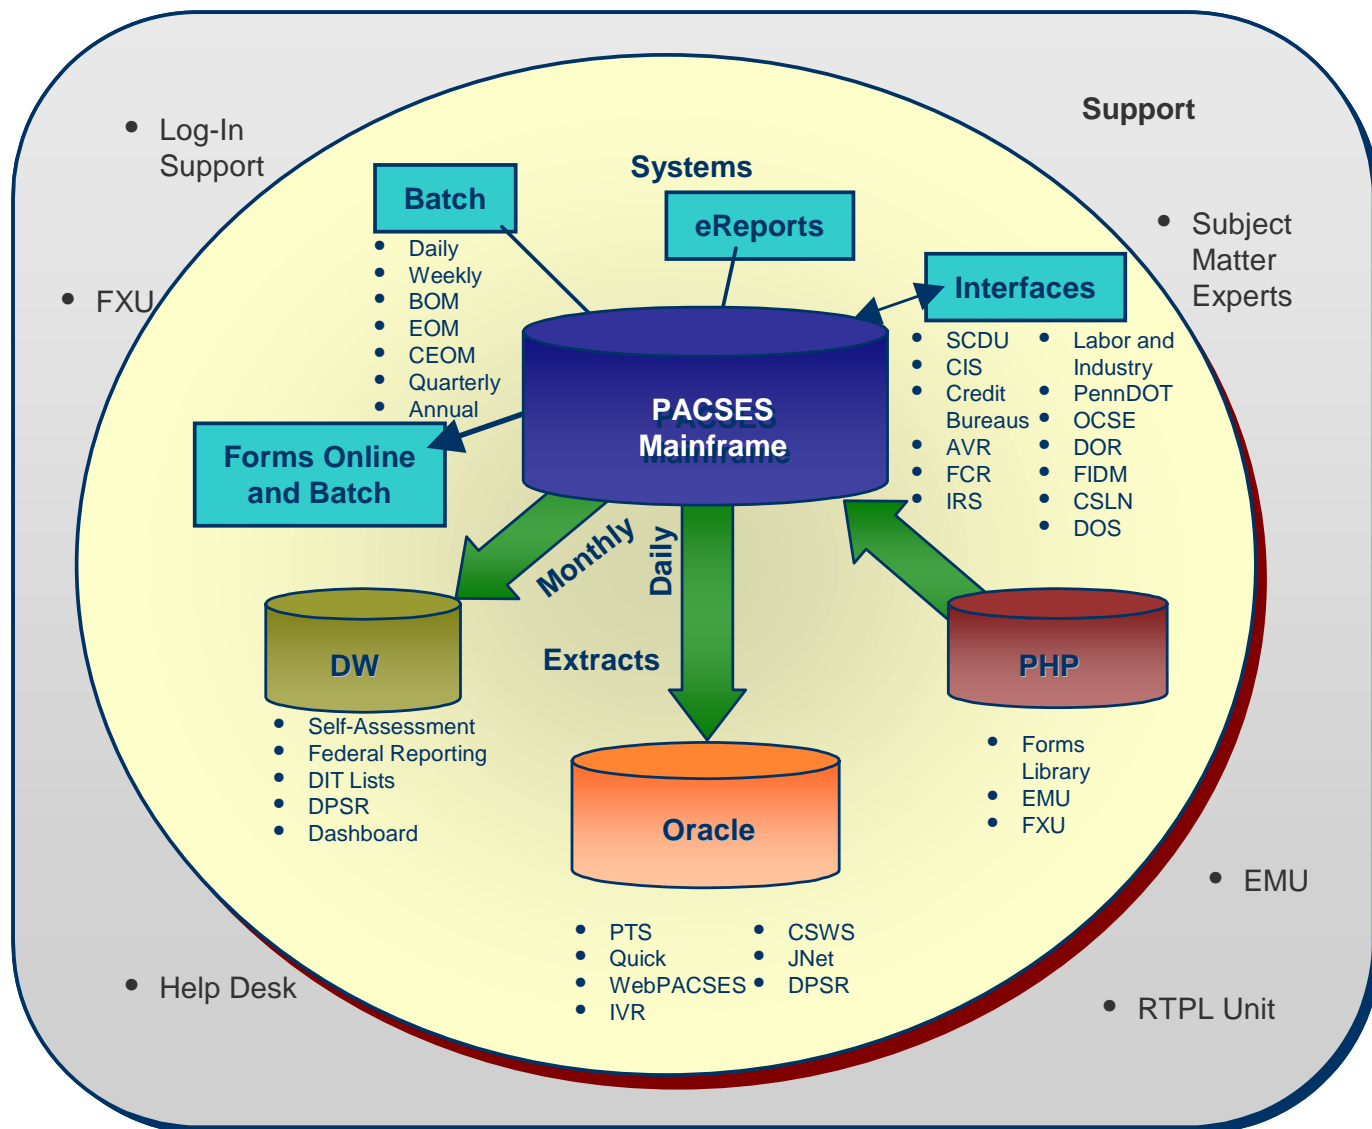 Support
• Log-In
Support
• FXU
Systems
Batch
• Daily
• Weekly
• BOM
• EOM
• CEOM
• Quarterly
• Annual
eReports
Interfaces
• SCDU
• CIS
• Credit
Bureaus
• AVR
• FCR
• IRS
• Labor and
Industry
• PennDOT
• OCSE
• DOR
• FIDM
• CSLN
• DOS
• Subject
Matter
Experts
PACSES
Mainframe
Forms Online
and Batch
Monthly
Daily
Extracts
DW
• Self-Assessment
• Federal Reporting
• DIT Lists
• DPSR
• Dashboard
Oracle
• PTS
• Quick
• WebPACSES
• IVR
• CSWS
• JNet
• DPSR
PHP
• Forms
Library
• EMU
• FXU
• EMU
• Help Desk
• RTPL Unit